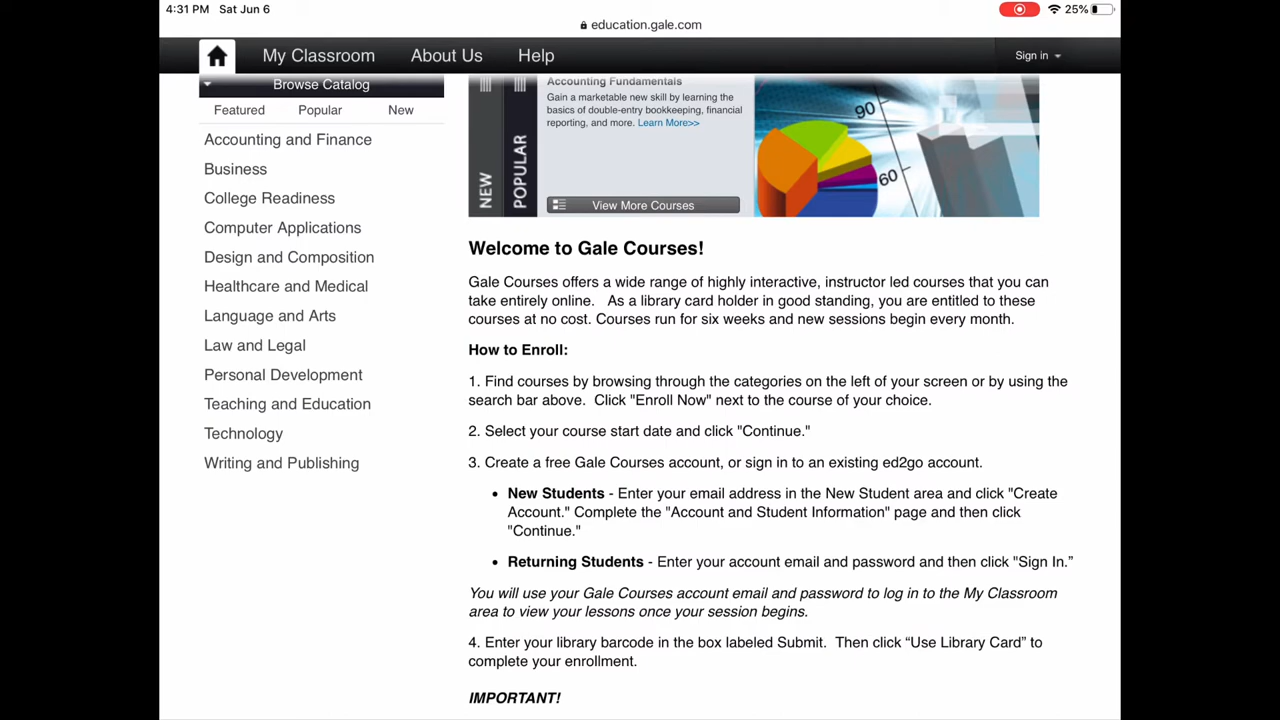 4:31 PM Sat Jun 6
25%
education.gale.com
My Classroom
About Us
Help
Sign in
Browse Catalog
Featured
Popular
New
Accounting and Finance
Business
College Readiness
Computer Applications
Design and Composition
Healthcare and Medical
Language and Arts
Law and Legal
Personal Development
Teaching and Education
Technology
Writing and Publishing
NEW
POPULAR
Accounting Fundamentals
Gain a marketable new skill by learning the
basics of double-entry bookkeeping, financial
reporting, and more. Learn More>>
View More Courses
90
60
Welcome to Gale Courses!
Gale Courses offers a wide range of highly interactive, instructor led courses that you can
take entirely online. As a library card holder in good standing, you are entitled to these
courses at no cost. Courses run for six weeks and new sessions begin every month.
How to Enroll:
1. Find courses by browsing through the categories on the left of your screen or by using the
search bar above. Click "Enroll Now" next to the course of your choice.
2. Select your course start date and click "Continue."
3. Create a free Gale Courses account, or sign in to an existing ed2go account.
• New Students - Enter your email address in the New Student area and click "Create
Account." Complete the "Account and Student Information" page and then click
"Continue."
• Returning Students - Enter your account email and password and then click "Sign In.”
You will use your Gale Courses account email and password to log in to the My Classroom
area to view your lessons once your session begins.
4. Enter your library barcode in the box labeled Submit. Then click “Use Library Card” to
complete your enrollment.
IMPORTANT!